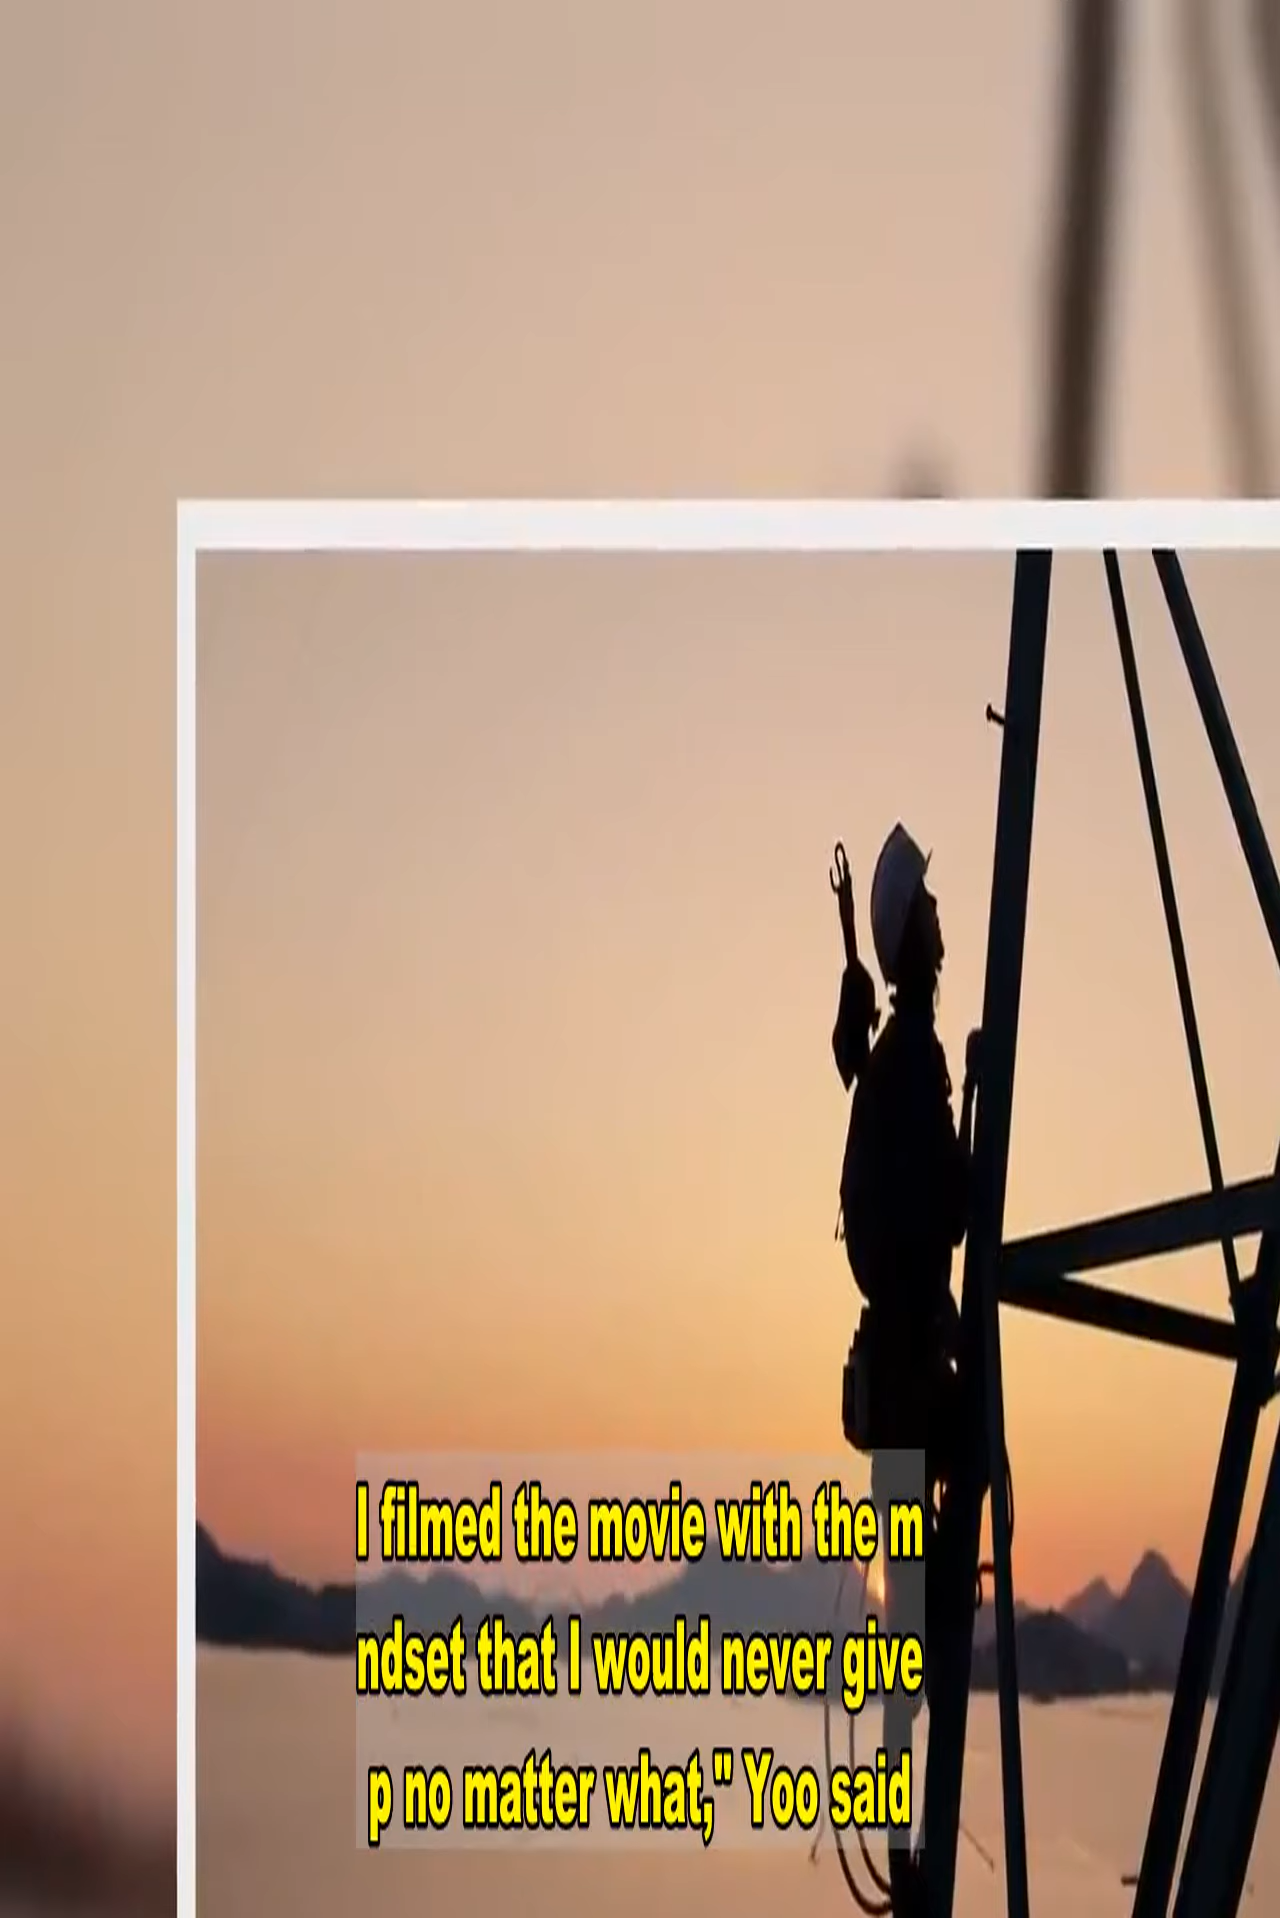 I filmed the movie with the m
ndset that I would never give
p no matter what," Yoo said